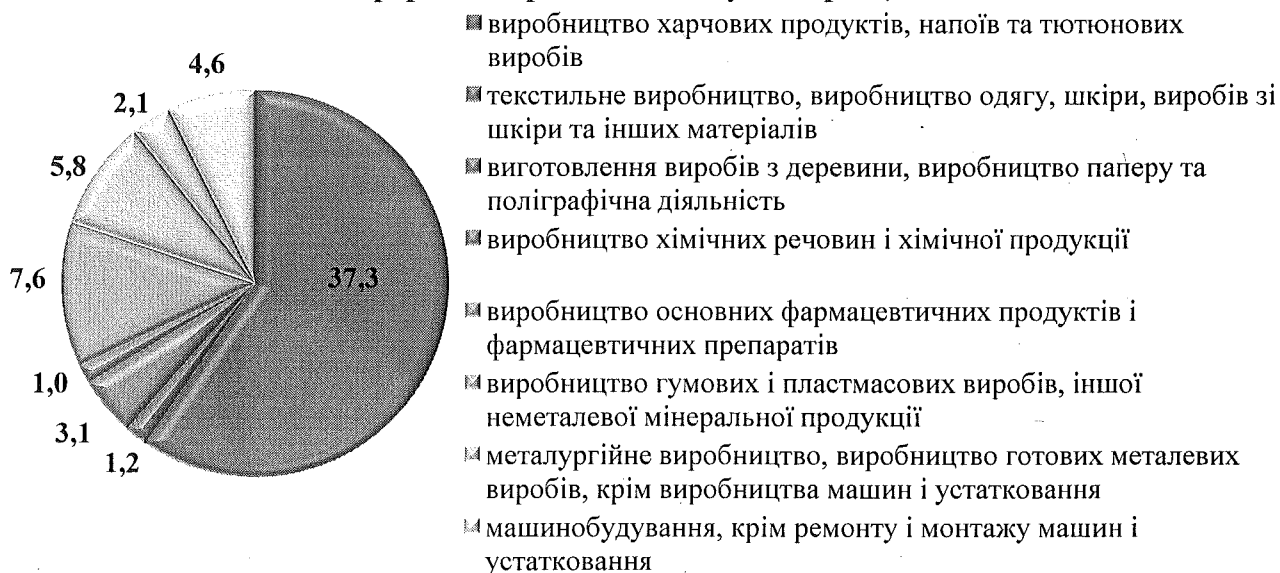 4,6
2,1
5,8
7,6
1,0
3,1
1,2
37,3
виробництво харчових продуктів, напоїв та тютюнових
виробів
текстильне виробництво, виробництво одягу, шкіри, виробів зі
шкіри та інших матеріалів
виготовлення виробів з деревини, виробництво паперу та
поліграфічна діяльність
виробництво хімічних речовин і хімічної продукції
виробництво основних фармацевтичних продуктів і
фармацевтичних препаратів
виробництво гумових і пластмасових виробів, іншої
неметалевої мінеральної продукції
металургійне виробництво, виробництво готових металевих
виробів, крім виробництва машин і устатковання
машинобудування, крім ремонту і монтажу машин і
устатковання